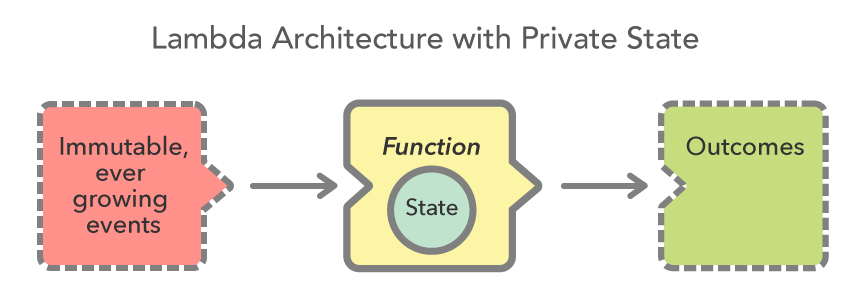 Lambda Architecture with Private State
Immutable,
ever
growing
events
Function
State
Outcomes